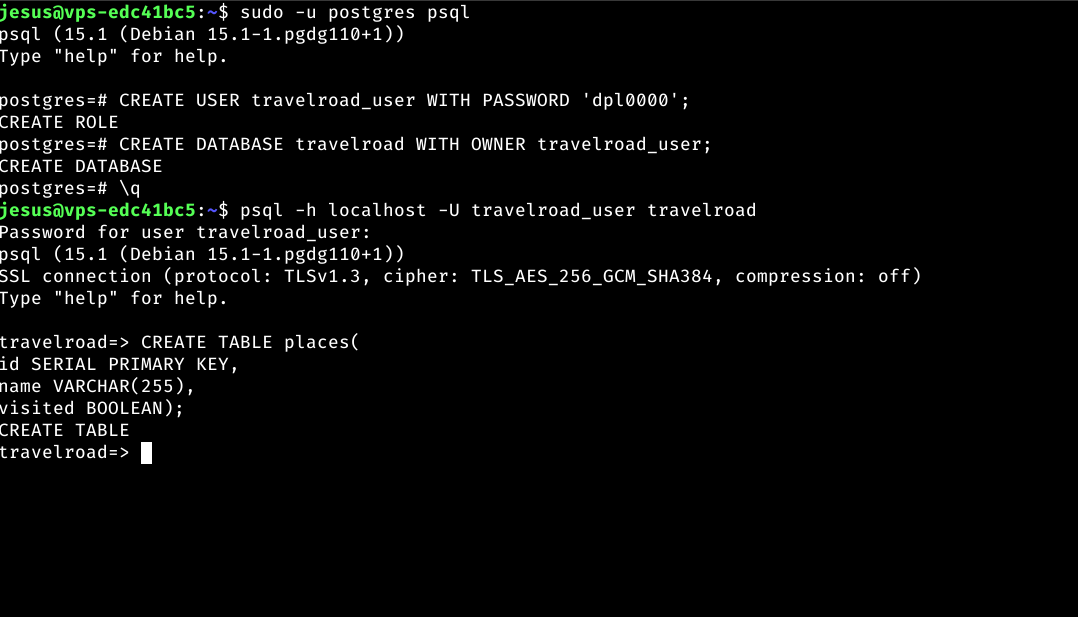 jesus@vps-edc41bc5:~$ sudo -u postgres psql
psql (15.1 (Debian 15.1-1.pgdg110+1))
Type "help" for help.
postgres=# CREATE USER travelroad_user WITH PASSWORD 'dpl0000';
CREATE ROLE
postgres=# CREATE DATABASE travelroad WITH OWNER travelroad_user;
CREATE DATABASE
postgres=# \q
jesus@vps-edc41bc5:~$ psql -h localhost -U travelroad_user travelroad
Password for user travelroad_user:
psql (15.1 (Debian 15.1-1.pgdg110+1))
SSL connection (protocol: TLSv1.3, cipher: TLS_AES_256_GCM_SHA384, compression: off)
Type "help" for help.
travelroad=> CREATE TABLE places(
id SERIAL PRIMARY KEY,
name VARCHAR(255),
visited BOOLEAN);
CREATE TABLE
travelroad=>